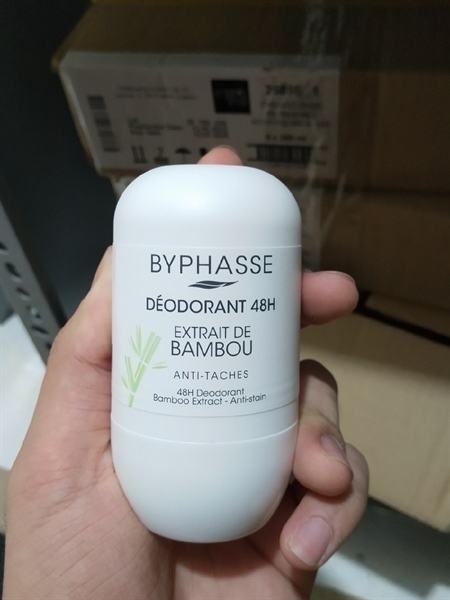 BYPHASSE
DÉODORANT 48H
EXTRAIT DE
BAMBOU
ANTI-TACHES
48H Deodorant
Bamboo Extract - Anti-stain